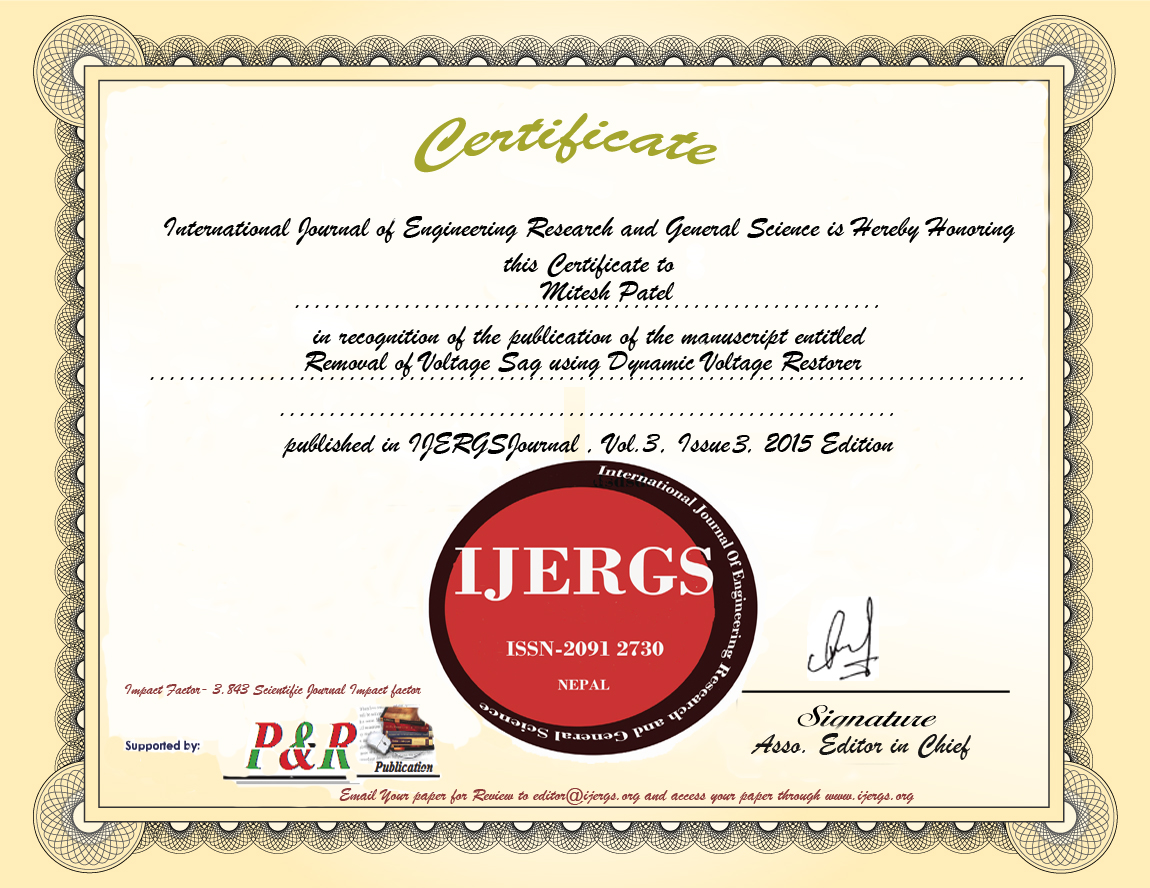 Certificate
International Journal of Engineering Research and General Science is Hereby Honoring
this Certificate to
Mitesh Patel
in recognition of the publication of the manuscript entitled
Removal of Voltage Sag using Dynamic Voltage Restorer
published in IJERGSJournal , Vol.3, Issue3, 2015 Edition
International Journal Of Engineering Research and General Science
IJERGS
ISSN-2091 2730
NEPAL
Impact Factor- 3.843 Scientific Journal Impact factor
Supported by:
P&R
Publication
Signature
Asso. Editor in Chief
Email Your paper for Review to editor@ijergs.org and access your paper through www.ijergs.org